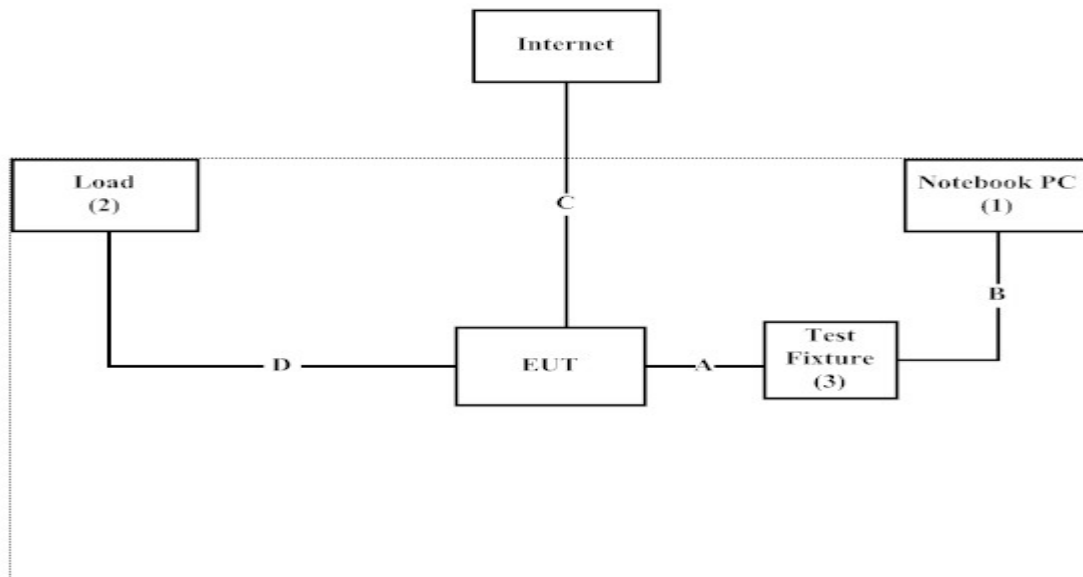 Internet
Load
(2)
Notebook PC
(1)
C
B
Test
Fixture
(3)
D
EUT
A